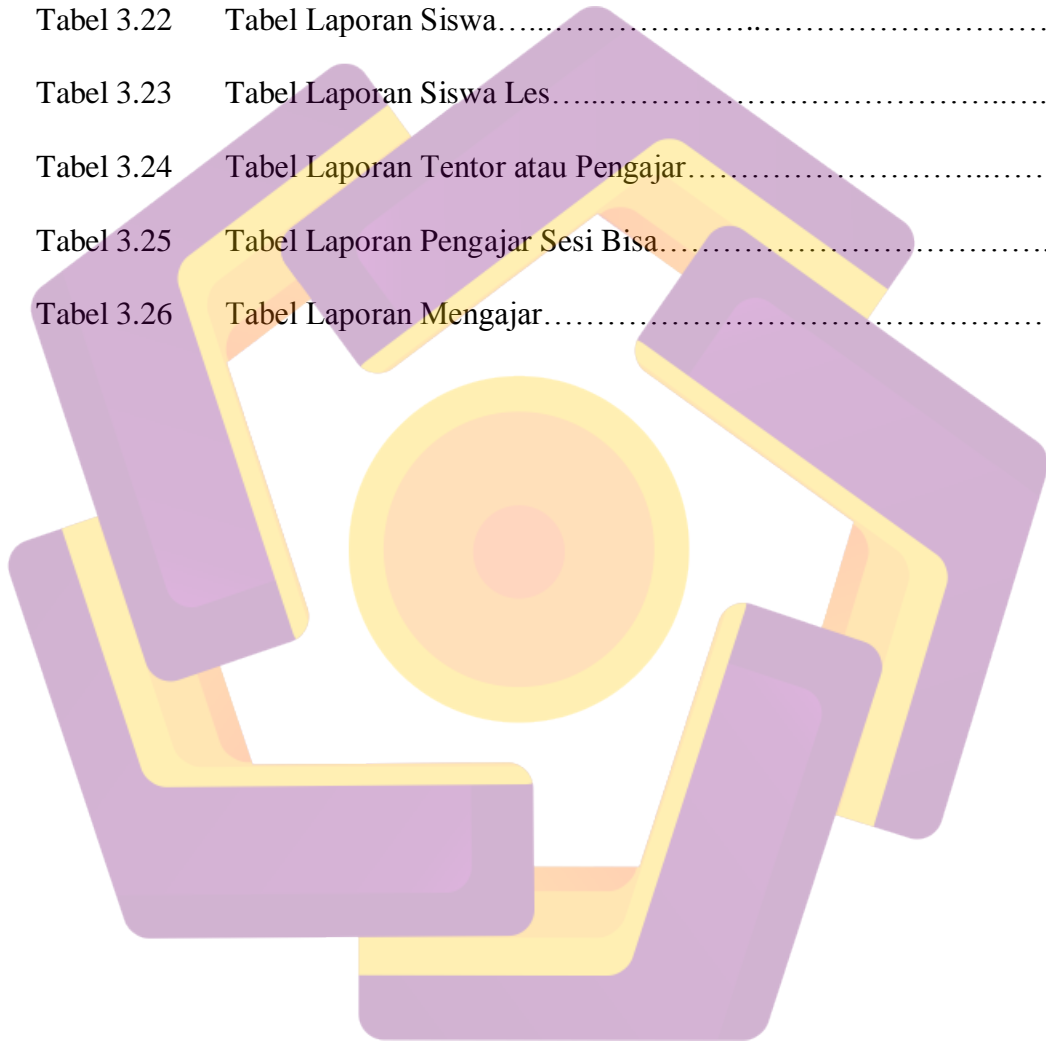 Tabel 3.22 Tabel Laporan Siswa…...………………..………………………
Tabel 3.23 Tabel Laporan Siswa Les…...………………………………..…..
Tabel 3.24 Tabel Laporan Tentor atau Pengajar………………………..……
Tabel 3.25 Tabel Laporan Pengajar Sesi Bisa…………………………………
Tabel 3.26 Tabel Laporan Mengajar……………………………………………